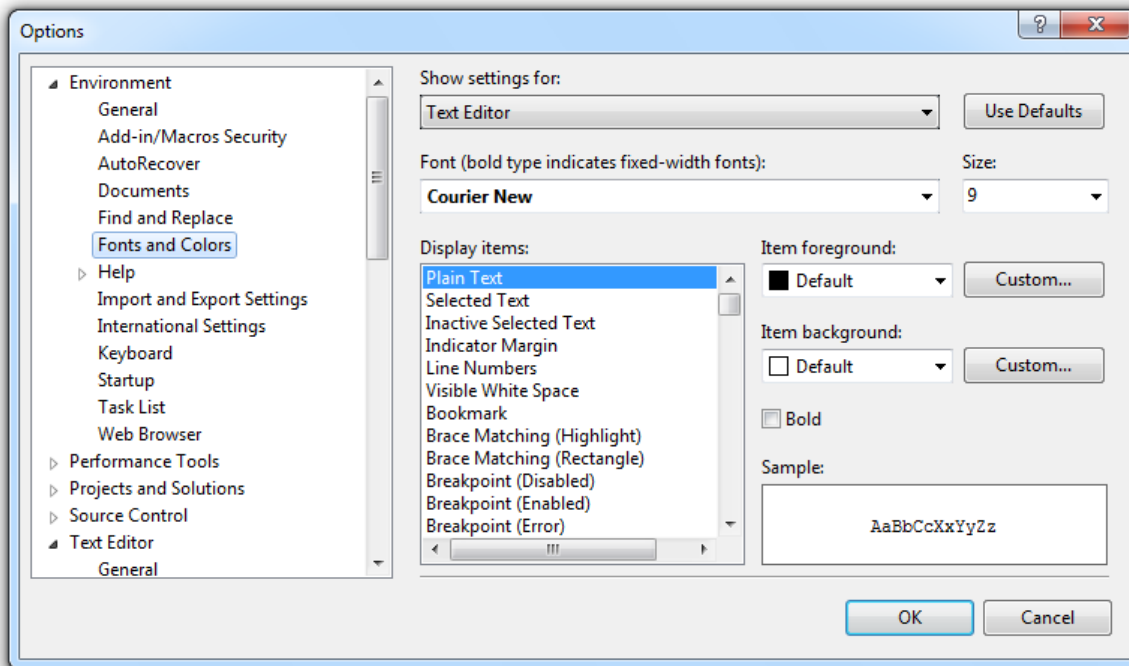 Options
Environment
General
Add-in/Macros Security
AutoRecover
Documents
Find and Replace
Fonts and Colors
Help
Import and Export Settings
International Settings
Keyboard
Startup
Task List
Web Browser
Performance Tools
Projects and Solutions
Source Control
Text Editor
General
Show settings for:
Text Editor
Use Defaults
Font (bold type indicates fixed-width fonts):
Size:
Courier New
9
Display items:
Plain Text
Selected Text
Inactive Selected Text
Indicator Margin
Line Numbers
Visible White Space
Bookmark
Brace Matching (Highlight)
Brace Matching (Rectangle)
Breakpoint (Disabled)
Breakpoint (Enabled)
Breakpoint (Error)
Item foreground:
Default
Custom...
Item background:
Default
Custom...
Bold
Sample:
AaBbCcXxYyZz
OK
Cancel